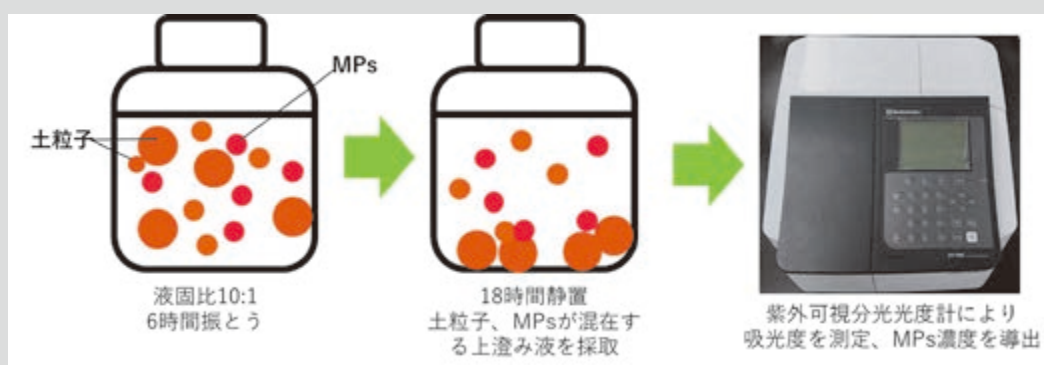 MPs
土粒子
液固比10:1
6時間振とう
18時間静置
土粒子、MPsが混在す
る上澄み液を採取
紫外可視分光光度計により
吸光度を測定、MPs濃度を導出